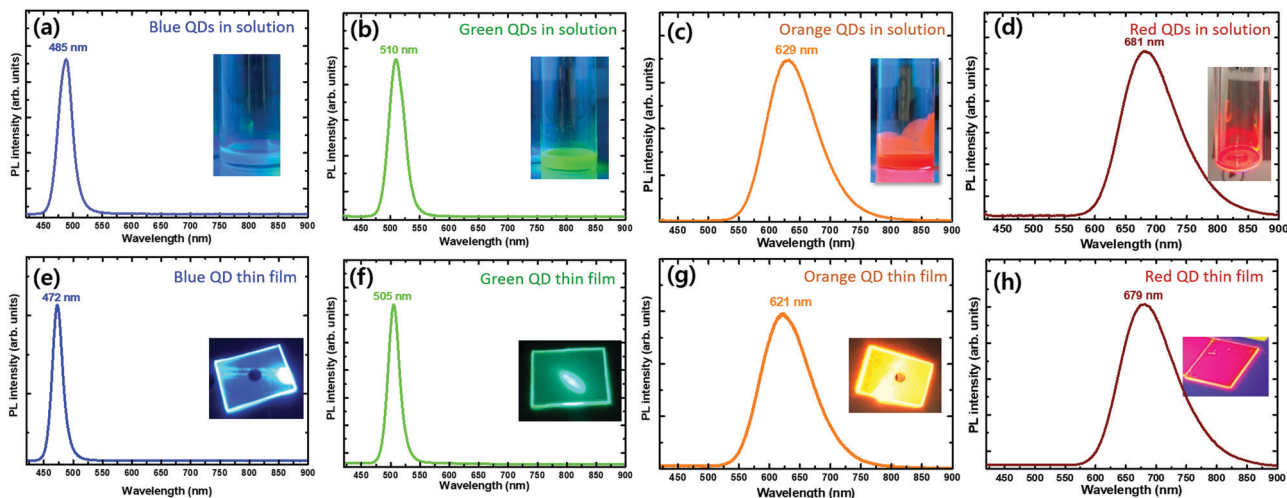 (a)
Blue QDs in solution
485 nm
PL intensity (arb. units)
450 500 550 600 650 700 750 800 850 900
Wavelength (nm)
(b)
Green QDs in solution
510 nm
PL intensity (arb. units)
450 500 550 600 650 700 750 800 850 900
Wavelength (nm)
(c)
Orange QDs in solution
629 nm
PL intensity (arb. units)
450 500 550 600 650 700 750 800 850 900
Wavelength (nm)
(d)
Red QDs in solution
681 nm
PL intensity (arb. units)
450 500 550 600 650 700 750 800 850 900
Wavelength (nm)
(e)
Blue QD thin film
472 nm
PL intensity (arb. units)
450 500 550 600 650 700 750 800 850 900
Wavelength (nm)
(f)
Green QD thin film
505 nm
PL intensity (arb. units)
450 500 550 600 650 700 750 800 850 900
Wavelength (nm)
(g)
Orange QD thin film
621 nm
PL intensity (arb. units)
450 500 550 600 650 700 750 800 850 900
Wavelength (nm)
(h)
Red QD thin film
679 nm
PL intensity (arb. units)
450 500 550 600 650 700 750 800 850 900
Wavelength (nm)